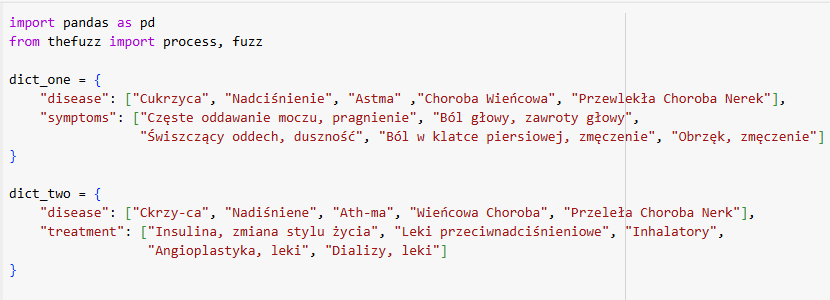 import pandas as pd
from thefuzz import process, fuzz
dict_one = {
"disease": ["Cukrzyca", "Nadciśnienie", "Astma" ,"Choroba Wieńcowa", "Przewlekła Choroba Nerek"],
"symptoms": ["Częste oddawanie moczu, pragnienie", "Ból głowy, zawroty głowy",
"Świszczący oddech, duszność", "Ból w klatce piersiowej, zmęczenie", "Obrzęk, zmęczenie"]
}
dict_two = {
"disease": ["Ckrzy-ca", "Nadiśniene", "Ath-ma", "Wieńcowa Choroba", "Przeleła Choroba Nerk"],
"treatment": ["Insulina, zmiana stylu życia", "Leki przeciwnadciśnieniowe", "Inhalatory",
"Angioplastyka, leki", "Dializy, leki"]
}